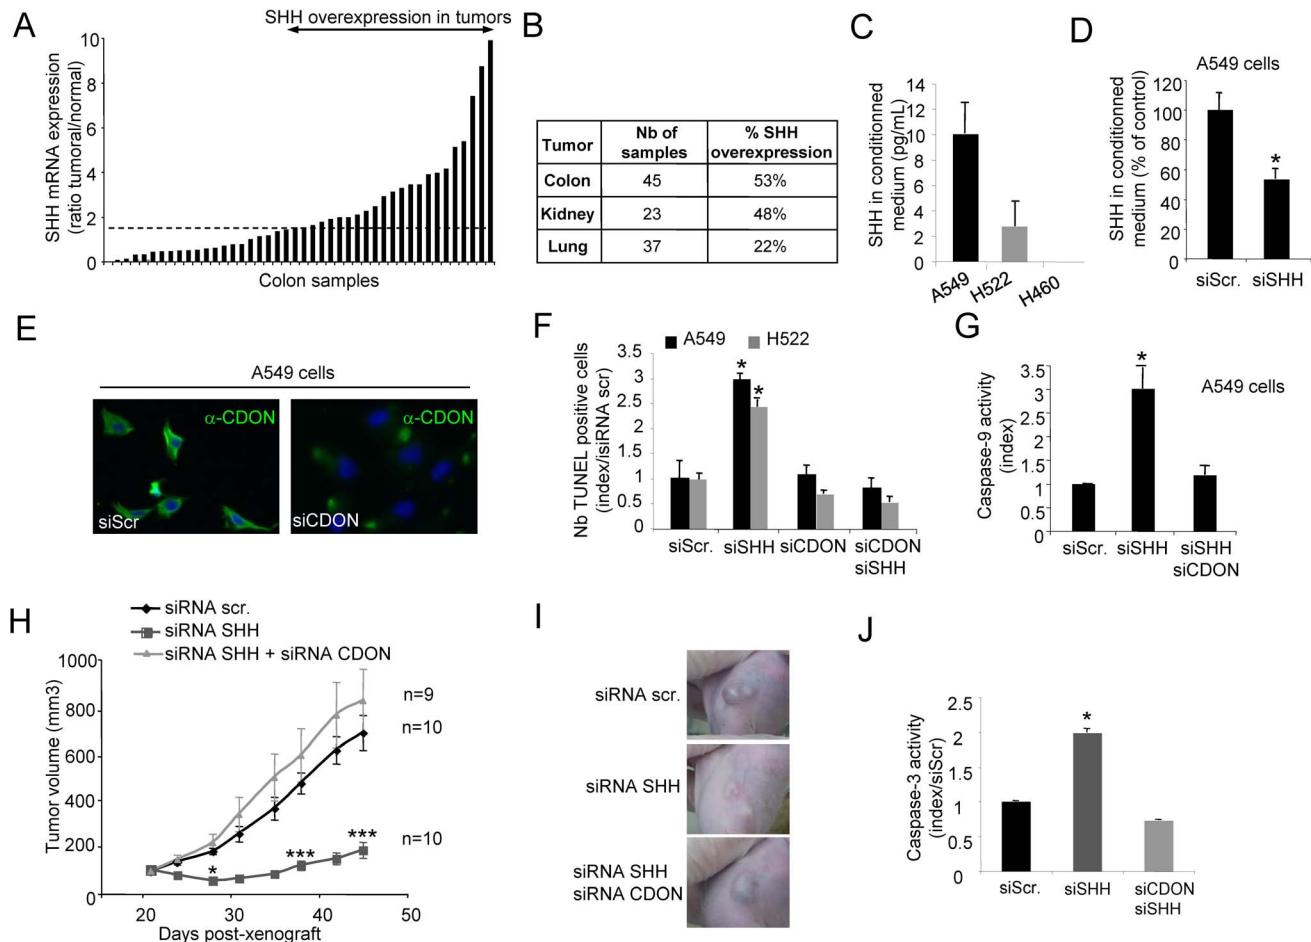 A
SHH overexpression in tumors
SHH mRNA expression
(ratio tumoral/normal)
10
8
6
4
2
0
Colon samples
B
Tumor
Nb of samples
% SHH overexpression
Colon 45 53%
Kidney 23 48%
Lung 37 22%
C
SHH in conditionned
medium (pg/mL)
14
12
10
8
6
4
2
0
A549 H522 H460
D
A549 cells
SHH in conditionned
medium (% of control)
120
100
80
60
40
20
0
*
siScr. siSHH
E
A549 cells
α-CDON
siScr
α-CDON
siCDON
F
A549 H522
Nb TUNEL positive cells
(index/isiRNA scr)
3.5
3
2.5
2
1.5
1
0.5
0
* *
siScr. siSHH siCDON siCDON
siSHH
G
A549 cells
Caspase-9 activity
(index)
3.5
3
2.5
2
1.5
1
0.5
0
*
siScr. siSHH siSHH
siCDON
H
siRNA scr.
siRNA SHH
siRNA SHH + siRNA CDON
Tumor volume (mm3)
1000
800
600
400
200
0
n=9
n=10
n=10
* *** ***
20 30 40 50
Days post-xenograft
I
siRNA scr.
siRNA SHH
siRNA SHH
siRNA CDON
J
Caspase-3 activity
(index/siScr)
2.5
2
1.5
1
0.5
0
*
siScr. siSHH siCDON
siSHH